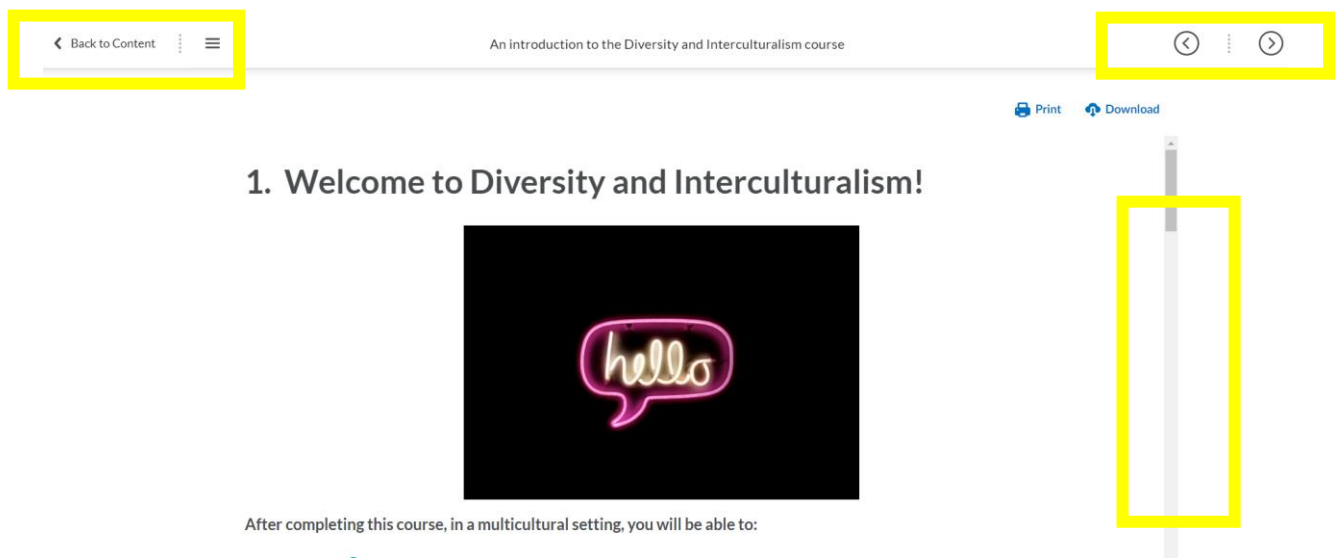 Back to Content
An introduction to the Diversity and Interculturalism course
Print Download
1. Welcome to Diversity and Interculturalism!
hello
After completing this course, in a multicultural setting, you will be able to: